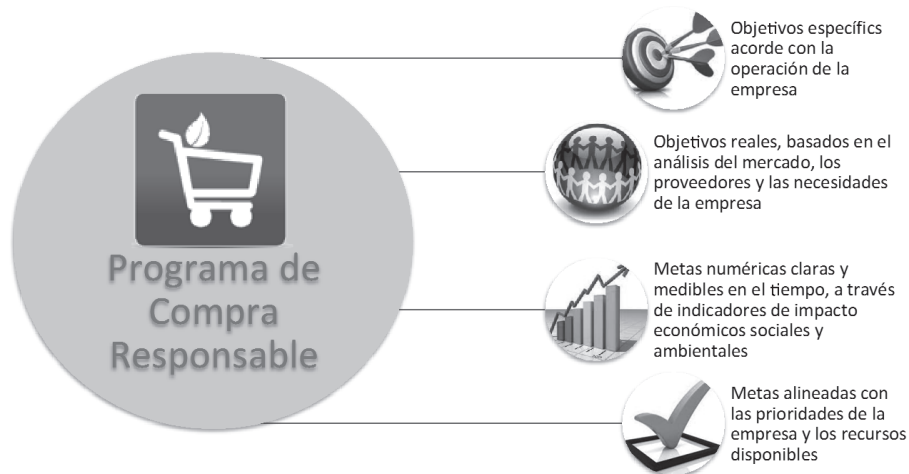 Programa de
Compra
Responsable
Objetivos específics
acorde con la
operación de la
empresa
Objetivos reales, basados en el
análisis del mercado, los
proveedores y las necesidades
de la empresa
Metas numéricas claras y
medibles en el tiempo, a través
de indicadores de impacto
económicos sociales y
ambientales
Metas alineadas con
las prioridades de la
empresa y los recursos
disponibles